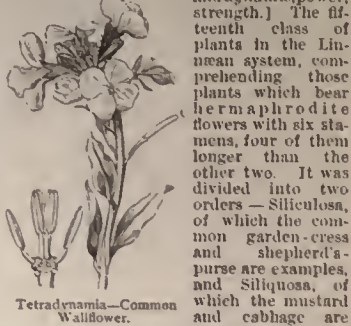 strength.] The fif-
teenth class of
plants in the Lin-
næan system, com-
prehending those
plants which bear
hermaphrodite
flowers with six sta-
mens, four of them
longer than the
other two. It was
divided into two
orders — Siliculosa,
of which the com-
mon garden-cress
and shepherd's-
purse are examples,
and Siliquosa, of
which the mustard
and cabbage are
Tetradynamia—Common
Wallflower.